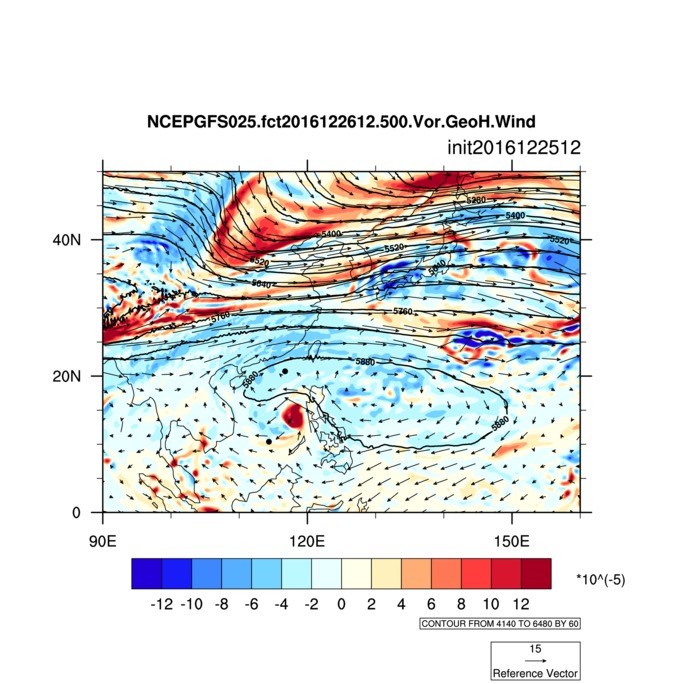 NCEPGFS025.fct2016122612.500.Vor.GeoH.Wind
init2016122512
5280
5400
40N
5400
5520
5520
5520
5640
5640
5760
5760
20N
5880
5880
5880
0
90E 120E 150E
*10^(-5)
-12 -10 -8 -6 -4 -2 0 2 4 6 8 10 12
CONTOUR FROM 4140 TO 6480 BY 60
15
Reference Vector